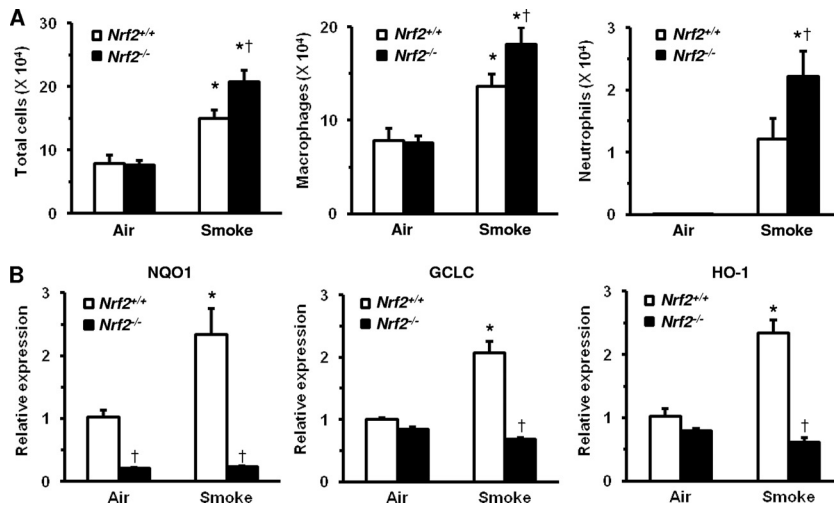 A
Total cells (X 10⁴)
30
20
10
0
Nrf2+/+
Nrf2-/-
*
*†
Air
Smoke
Macrophages (X 10⁴)
20
10
0
Nrf2+/+
Nrf2-/-
*
*†
Air
Smoke
Neutrophils (X 10⁴)
3
2
1
0
Nrf2+/+
Nrf2-/-
*†
Air
Smoke
B
NQO1
Relative expression
3
2
1
0
Nrf2+/+
Nrf2-/-
*
†
†
Air
Smoke
GCLC
Relative expression
3
2
1
0
Nrf2+/+
Nrf2-/-
*
†
Air
Smoke
HO-1
Relative expression
3
2
1
0
Nrf2+/+
Nrf2-/-
*
†
Air
Smoke